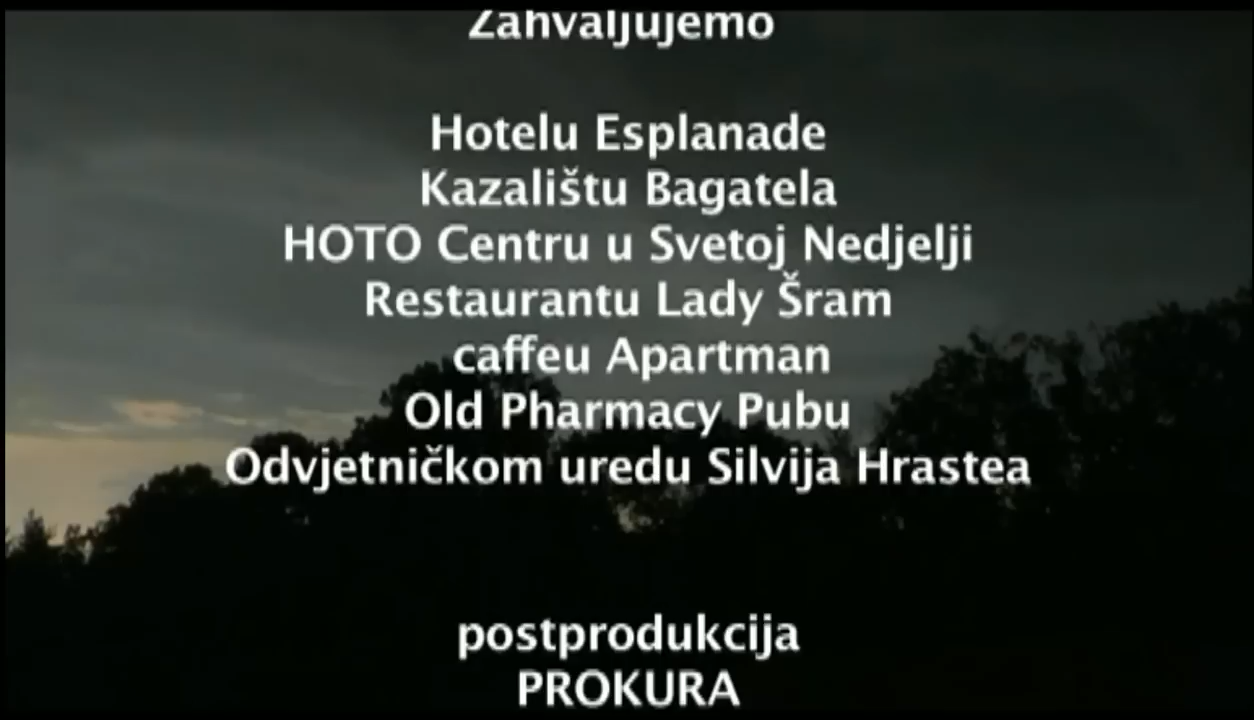 Zahvaljujemo
Hotelu Esplanade
Kazalištu Bagatela
HOTO Centru u Svetoj Nedjelji
Restaurantu Lady Šram
caffeu Apartman
Old Pharmacy Pubu
Odvjetničkom uredu Silvija Hrastea
postprodukcija
PROKURA